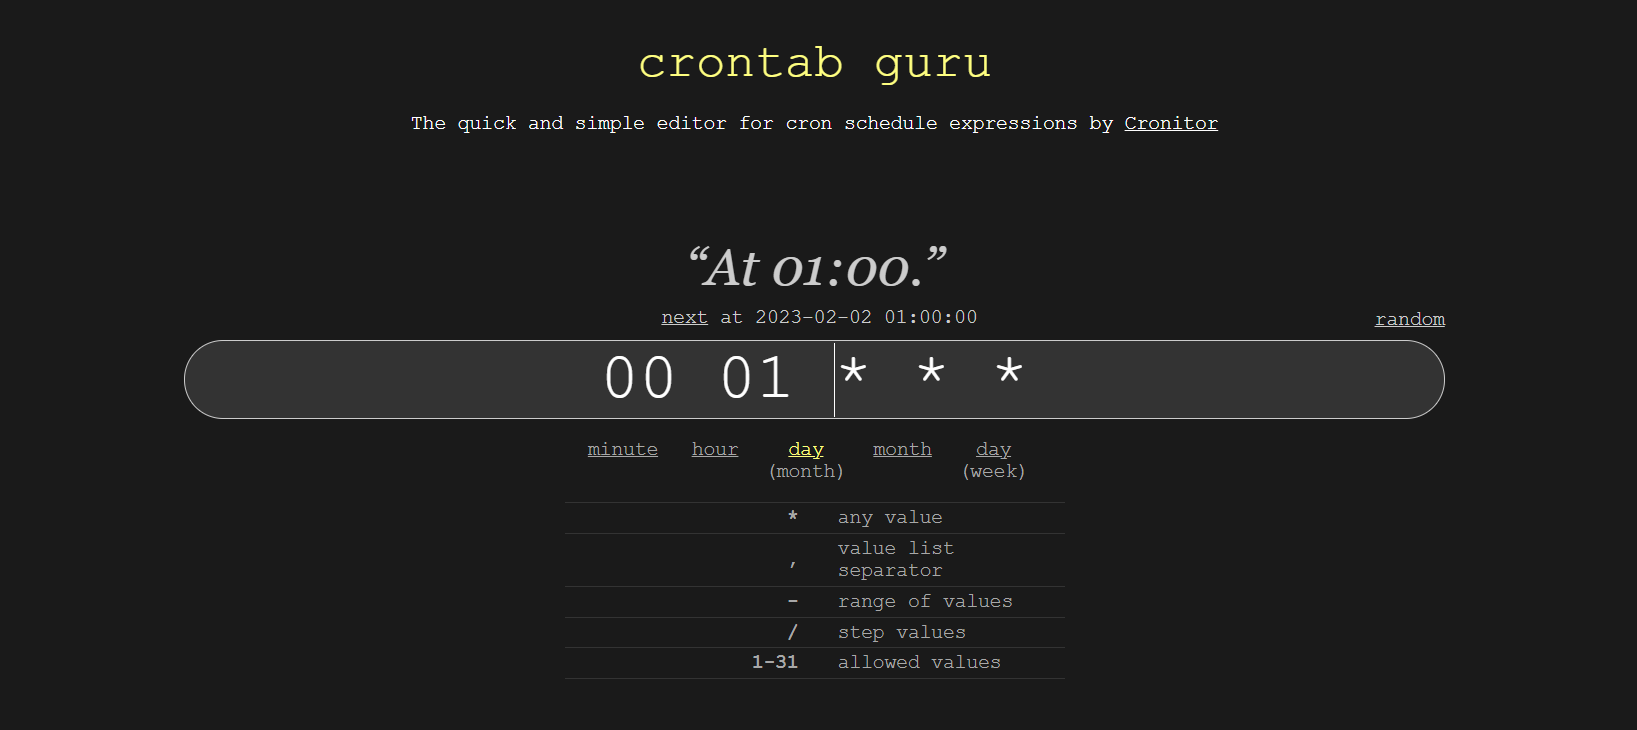 crontab guru
The quick and simple editor for cron schedule expressions by Cronitor
“At 01:00.”
next at 2023-02-02 01:00:00
random
00 01 * * *
minute hour day month day
(month) (week)
* any value
, value list
separator
- range of values
/ step values
1-31 allowed values